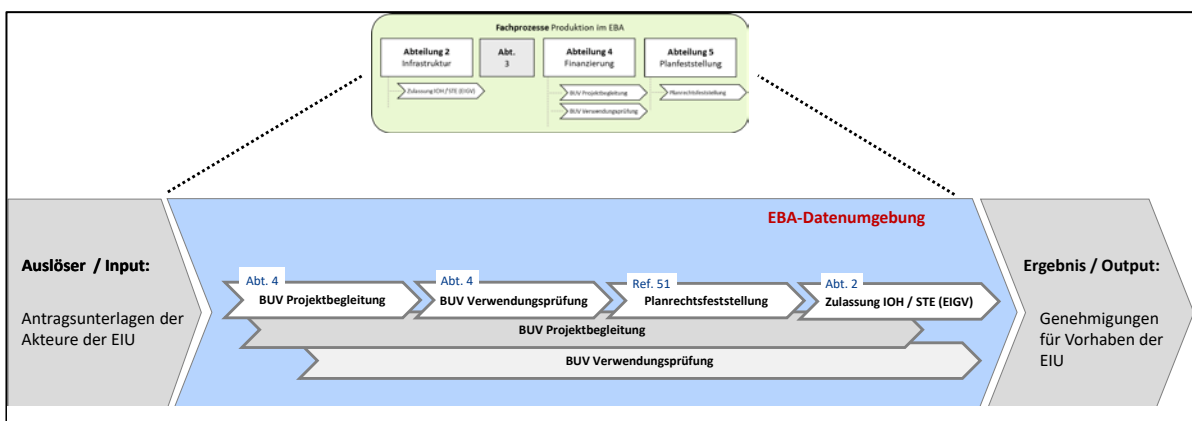 Fachprozesse Produktion im EBA
Abteilung 2
Infrastruktur
Abt.
3
Abteilung 4
Finanzierung
Abteilung 5
Planfeststellung
Zulassung IOH / STE (EIGV)
BUV Projektbegleitung
BUV Verwendungsprüfung
Planrechtsfeststellung
EBA-Datenumgebung
Auslöser / Input:
Antragsunterlagen der
Akteure der EIU
Abt. 4
BUV Projektbegleitung
Abt. 4
BUV Verwendungsprüfung
Ref. 51
Planrechtsfeststellung
Abt. 2
Zulassung IOH / STE (EIGV)
BUV Projektbegleitung
BUV Verwendungsprüfung
Ergebnis / Output:
Genehmigungen
für Vorhaben der
EIU